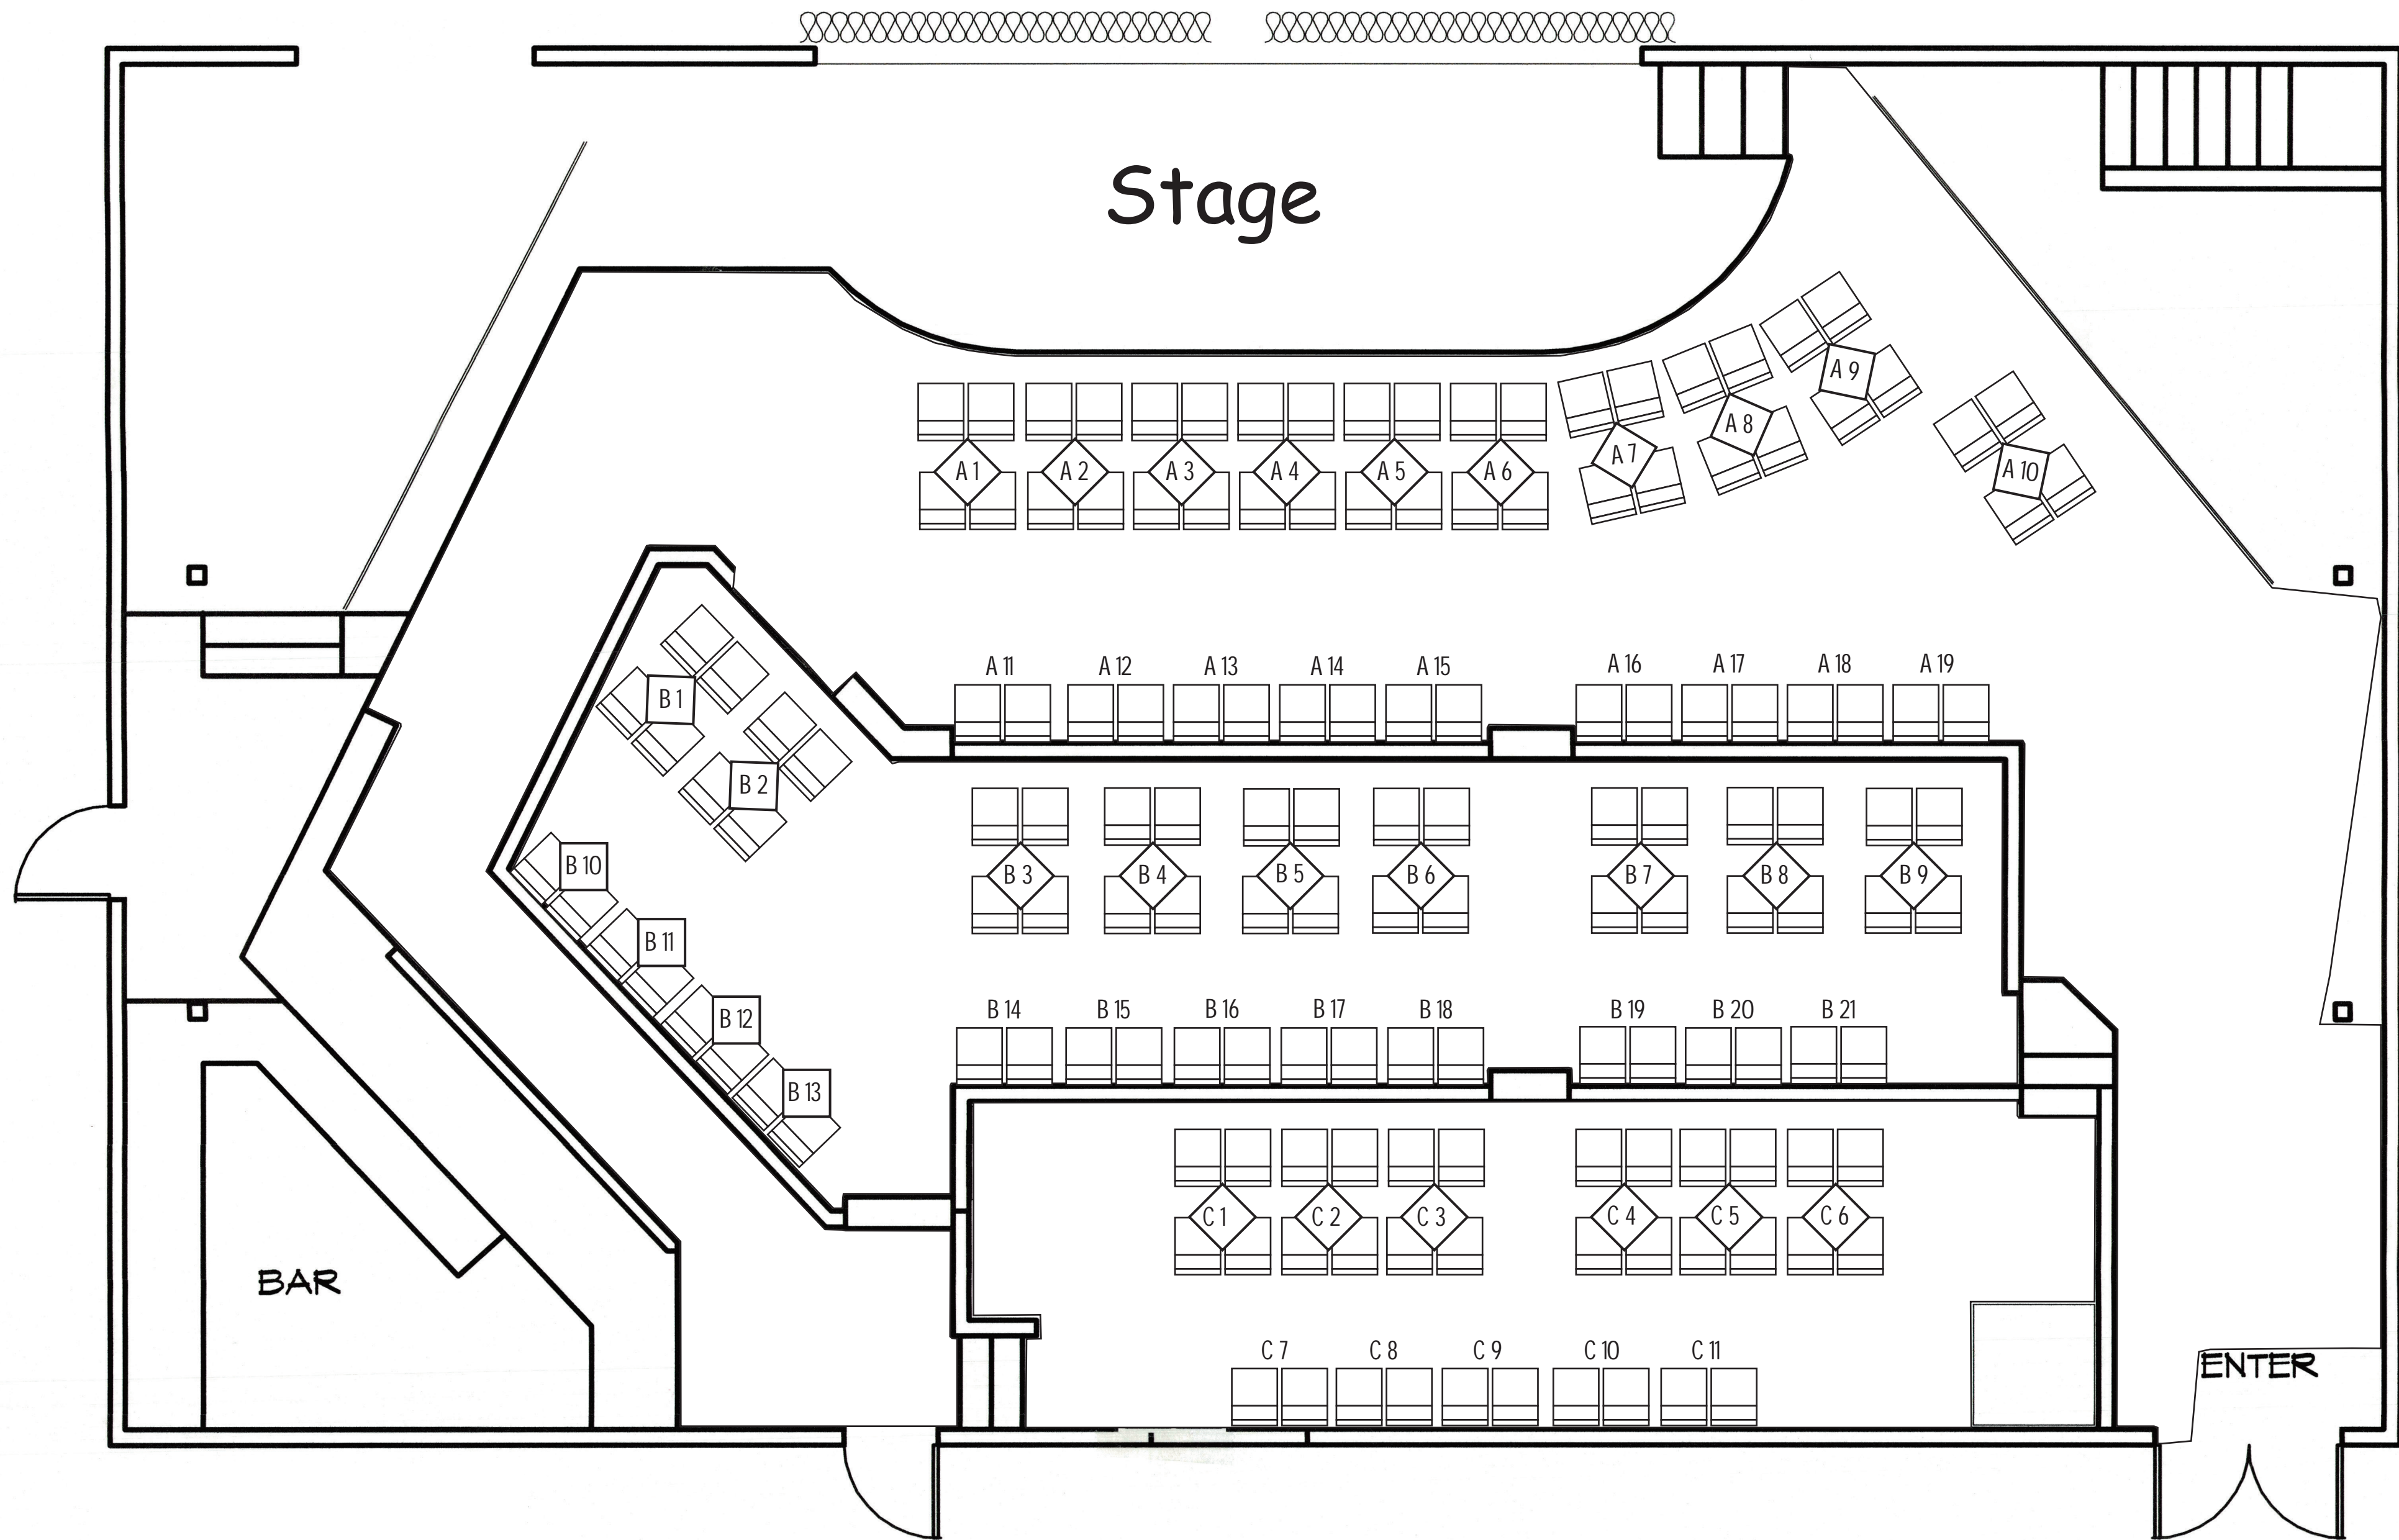 Stage
A 1 A 2 A 3 A 4 A 5 A 6 A 7 A 8 A 9 A 10
A 11 A 12 A 13 A 14 A 15 A 16 A 17 A 18 A 19
B 1
B 2
B 3 B 4 B 5 B 6 B 7 B 8 B 9
B 10
B 11
B 12
B 13
B 14 B 15 B 16 B 17 B 18 B 19 B 20 B 21
C 1 C 2 C 3 C 4 C 5 C 6
BAR
C 7 C 8 C 9 C 10 C 11
ENTER